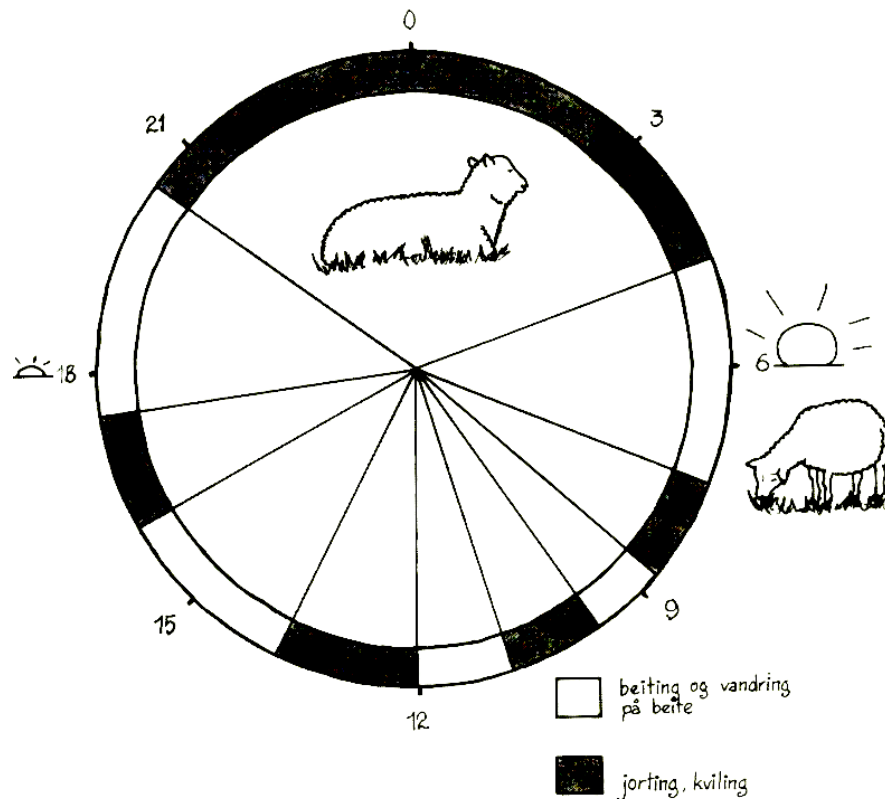 0
3
6
9
12
15
18
21
beiting og vandring
på beite
jorting, kviling